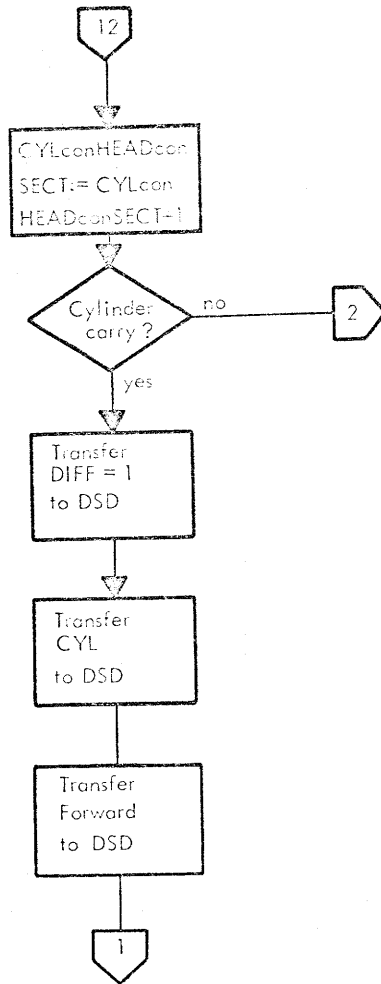 12
CYLconHEADcon
SECT:= CYLcon
HEADconSECT+1
Cylinder
carry ?
no
2
yes
Transfer
DIFF = 1
to DSD
Transfer
CYL
to DSD
Transfer
Forward
to DSD
1